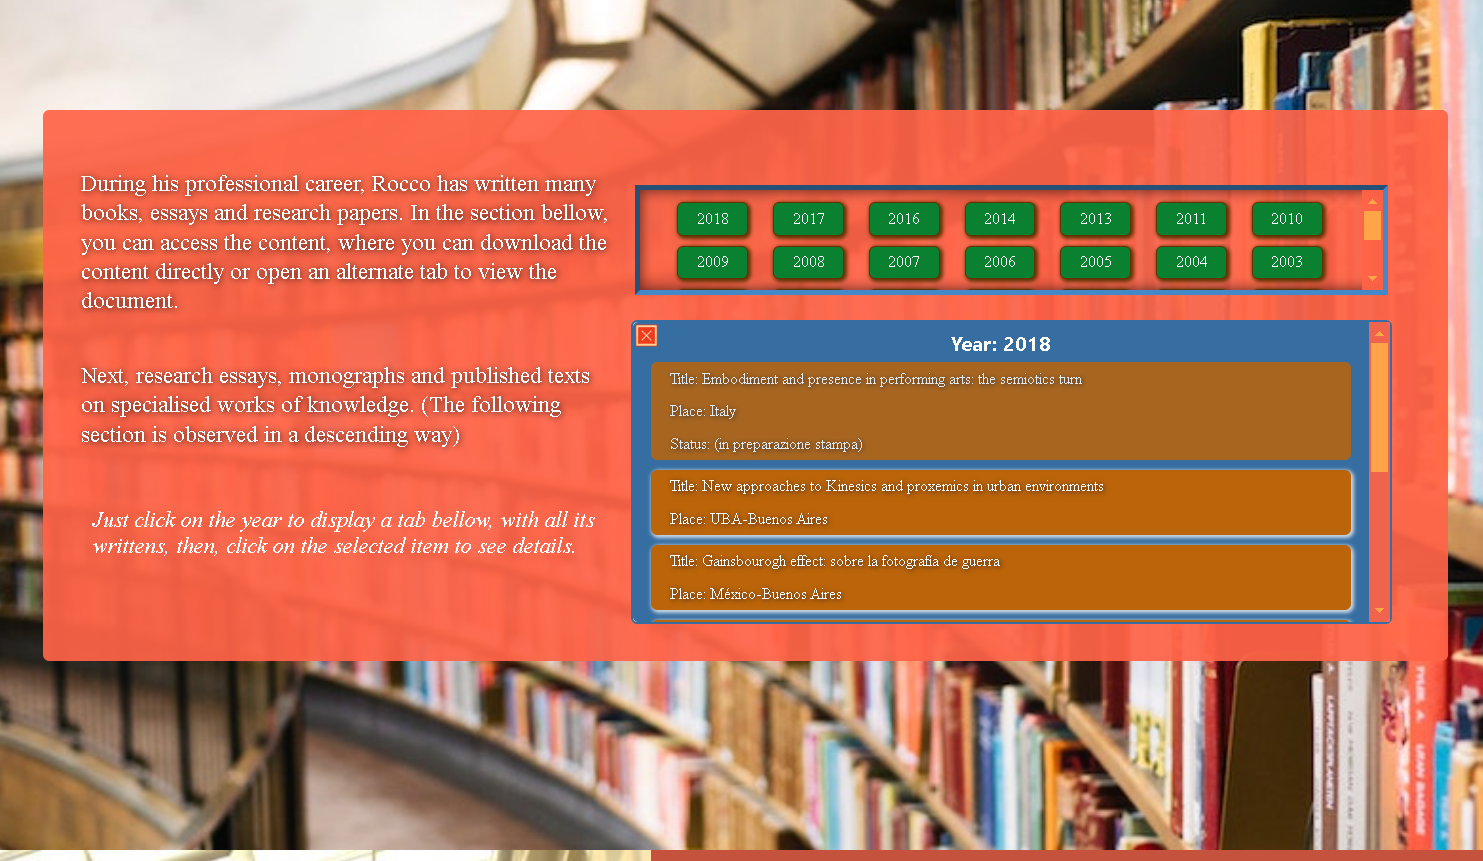 During his professional career, Rocco has written many
books, essays and research papers. In the section bellow,
you can access the content, where you can download the
content directly or open an alternate tab to view the
document.
Next, research essays, monographs and published texts
on specialised works of knowledge. (The following
section is observed in a descending way)
Just click on the year to display a tab bellow, with all its
writtens, then, click on the selected item to see details.
2018 2017 2016 2014 2013 2011 2010
2009 2008 2007 2006 2005 2004 2003
Year: 2018
Title: Embodiment and presence in performing arts: the semiotics turn
Place: Italy
Status: (in preparazione stampa)
Title: New approaches to Kinesics and proxemics in urban environments
Place: UBA-Buenos Aires
Title: Gainsbourogh effect: sobre la fotografía de guerra
Place: México-Buenos Aires